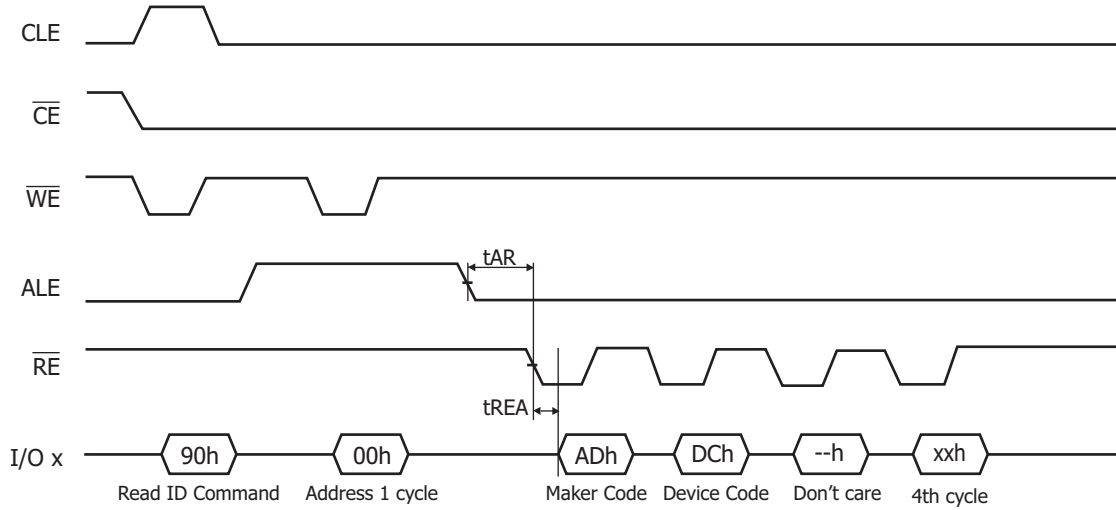 CLE
CE
WE
ALE
tAR
RE
tREA
I/O x 90h 00h ADh DCh --h xxh
Read ID Command Address 1 cycle Maker Code Device Code Don't care 4th cycle